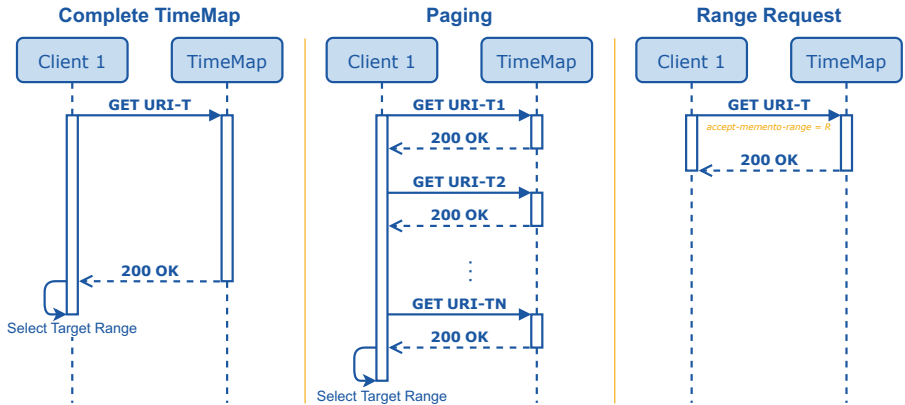 Complete TimeMap
Client 1
TimeMap
GET URI-T
200 OK
Select Target Range
Paging
Client 1
TimeMap
GET URI-T1
200 OK
GET URI-T2
200 OK
...
GET URI-TN
200 OK
Select Target Range
Range Request
Client 1
TimeMap
GET URI-T
accept-memento-range = R
200 OK